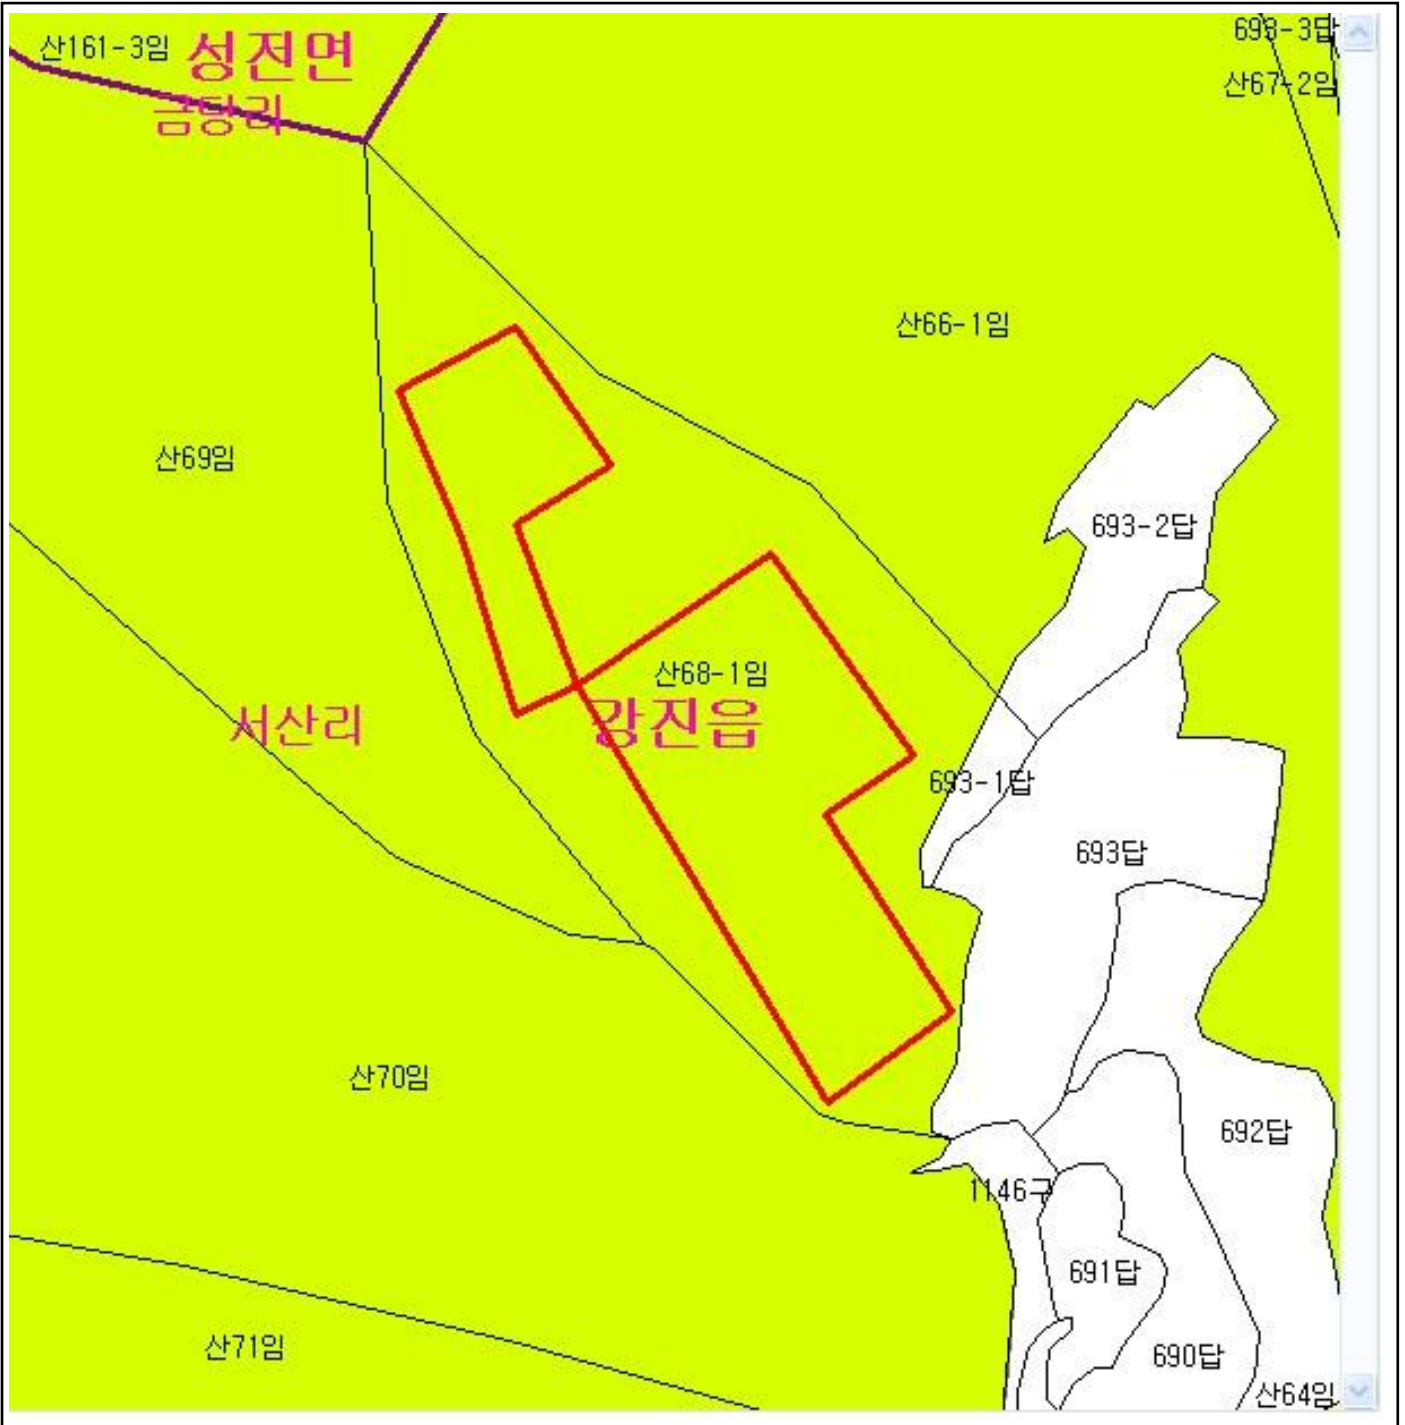 693-3답
산161-3임
성전면
산67-2임
금당리
산66-1임
산69임
693-2답
산68-1임
서산리
강진읍
693-1답
693답
산70임
692답
1146구
691답
산71임
690답
산64임